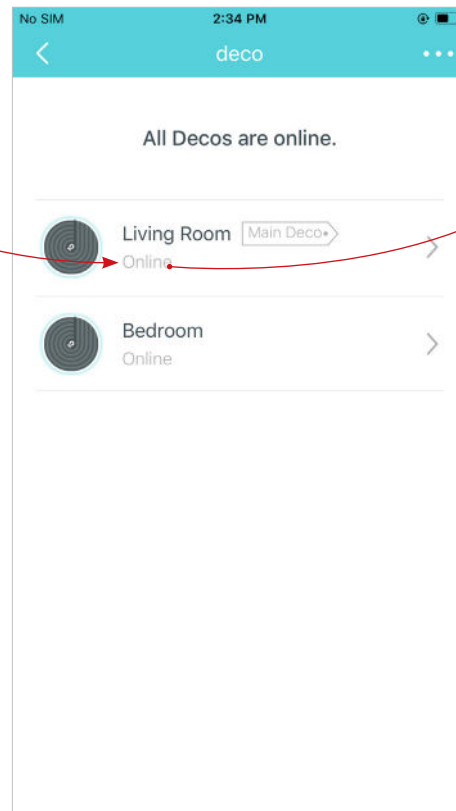 No SIM 2:34 PM
deco
All Decos are online.
Living Room Main Deco
Online
Bedroom
Online